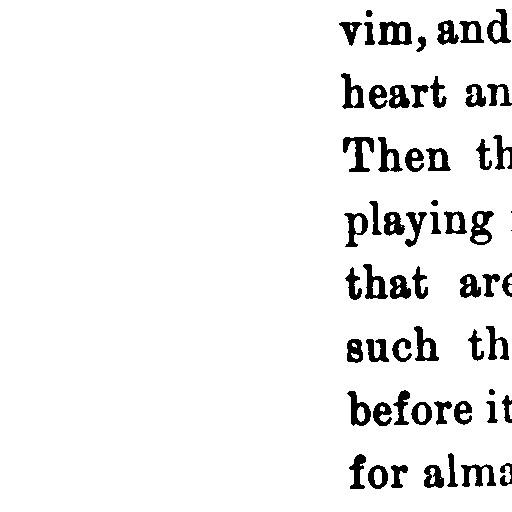 vim, and
heart an
Then th
playing
that are
such th
before it
for alma